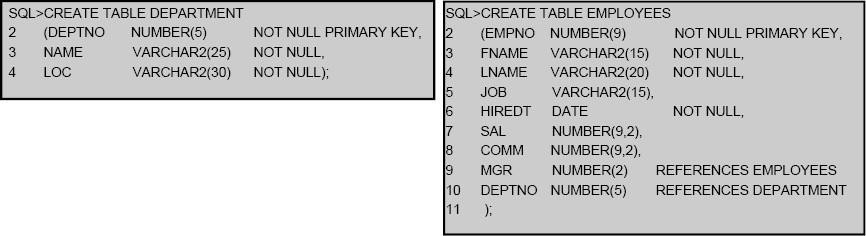 SQL>CREATE TABLE DEPARTMENT
2 (DEPTNO NUMBER(5) NOT NULL PRIMARY KEY,
3 NAME VARCHAR2(25) NOT NULL,
4 LOC VARCHAR2(30) NOT NULL);
SQL>CREATE TABLE EMPLOYEES
2 (EMPNO NUMBER(9) NOT NULL PRIMARY KEY,
3 FNAME VARCHAR2(15) NOT NULL,
4 LNAME VARCHAR2(20) NOT NULL,
5 JOB VARCHAR2(15),
6 HIREDT DATE NOT NULL,
7 SAL NUMBER(9,2),
8 COMM NUMBER(9,2),
9 MGR NUMBER(2) REFERENCES EMPLOYEES
10 DEPTNO NUMBER(5) REFERENCES DEPARTMENT
11 );